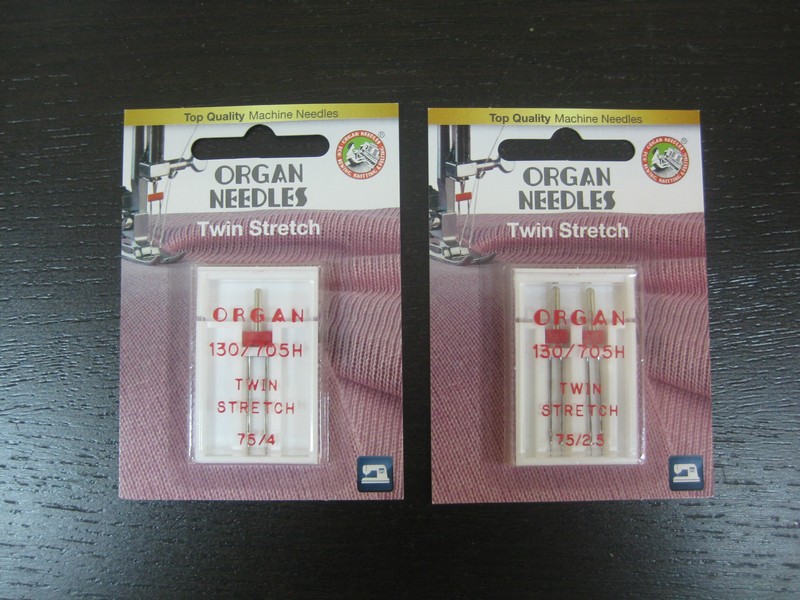 Top Quality Machine Needles
ORGAN
NEEDLES
Twin Stretch
ORGAN
130/705H
TWIN
STRETCH
75/4
Top Quality Machine Needles
ORGAN
NEEDLES
Twin Stretch
ORGAN
130/705H
TWIN
STRETCH
75/2.5